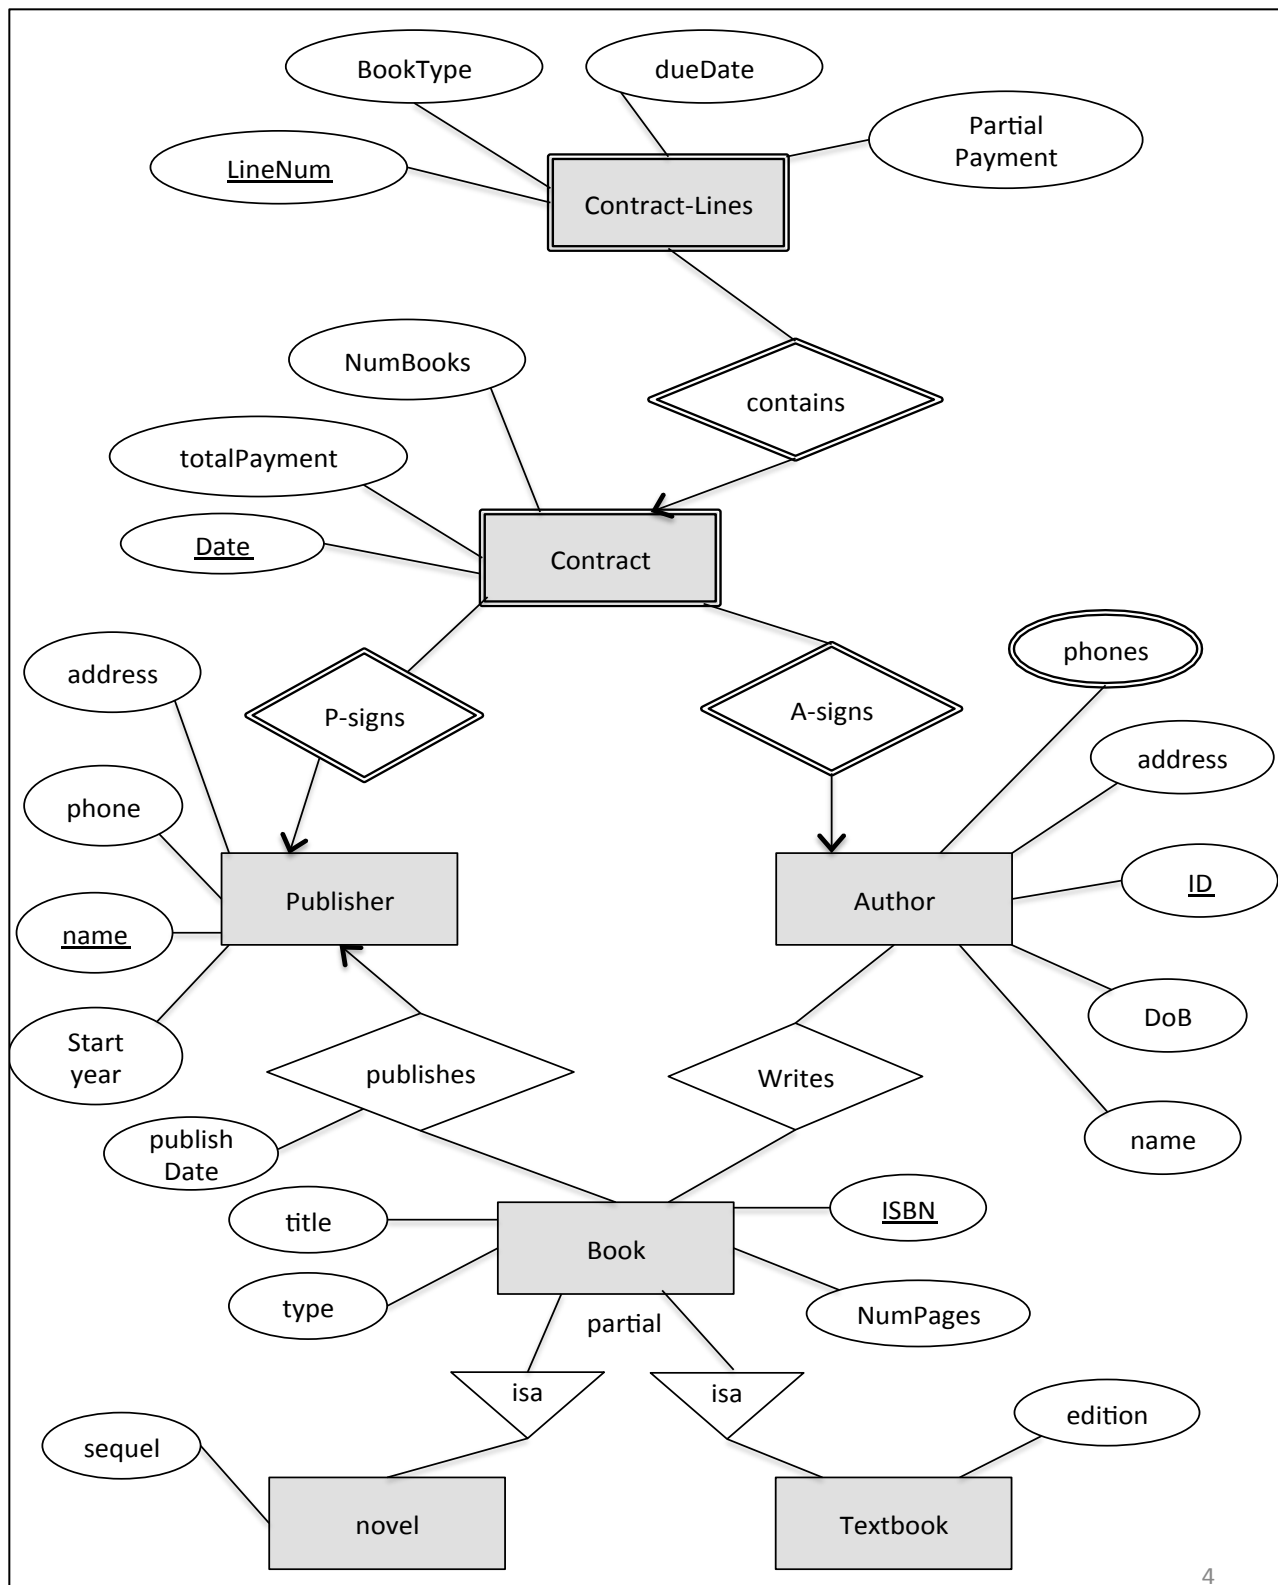 BookType
dueDate
Partial
Payment
LineNum
Contract-Lines
NumBooks
contains
totalPayment
Date
Contract
phones
address
P-signs
A-signs
address
phone
Publisher
Author
ID
name
DoB
Start
year
publishes
Writes
name
publish
Date
title
ISBN
Book
type
NumPages
partial
isa
isa
edition
sequel
novel
Textbook
4